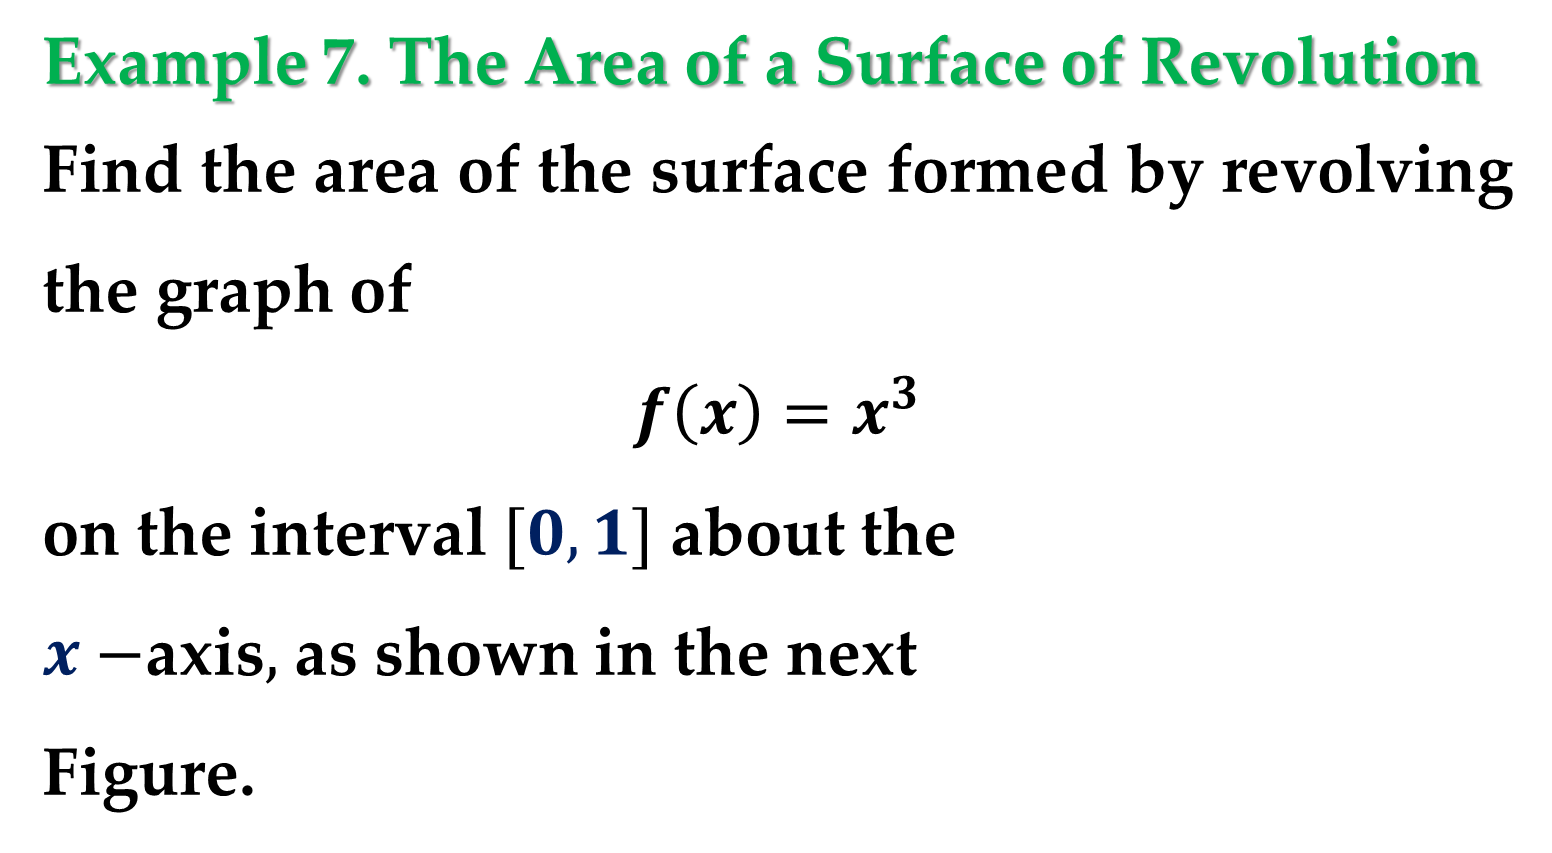 Example 7. The Area of a Surface of Revolution
Find the area of the surface formed by revolving
the graph of
f(x) = x³
on the interval [0, 1] about the
x −axis, as shown in the next
Figure.